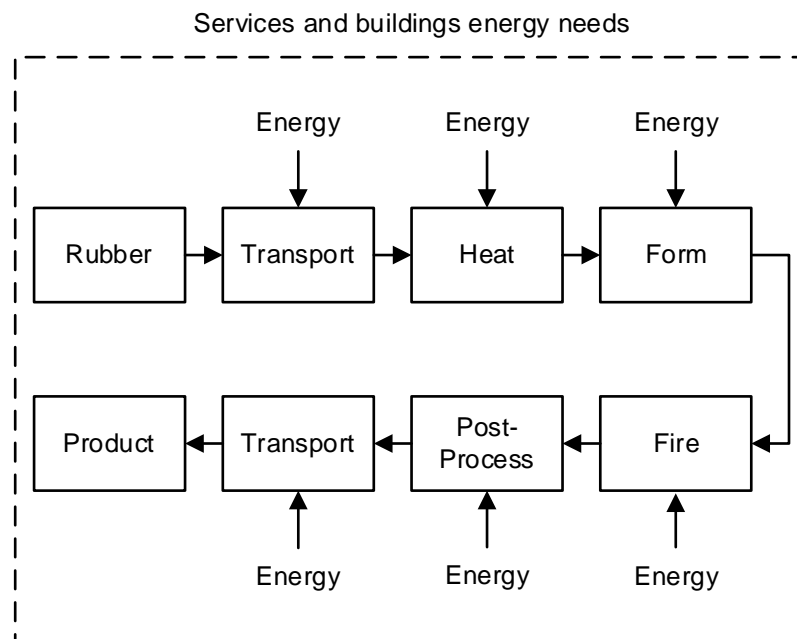 Services and buildings energy needs
Energy
Energy
Energy
Rubber
Transport
Heat
Form
Product
Transport
Post-
Process
Fire
Energy
Energy
Energy